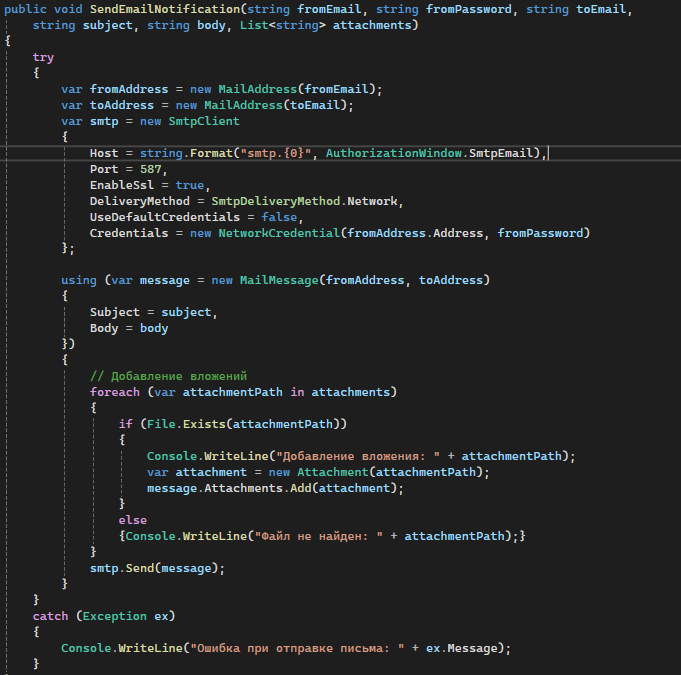 public void SendEmailNotification(string fromEmail, string fromPassword, string toEmail,
string subject, string body, List<string> attachments)
{
try
{
var fromAddress = new MailAddress(fromEmail);
var toAddress = new MailAddress(toEmail);
var smtp = new SmtpClient
{
Host = string.Format("smtp.{0}", AuthorizationWindow.SmtpEmail),
Port = 587,
EnableSsl = true,
DeliveryMethod = SmtpDeliveryMethod.Network,
UseDefaultCredentials = false,
Credentials = new NetworkCredential(fromAddress.Address, fromPassword)
};
using (var message = new MailMessage(fromAddress, toAddress)
{
Subject = subject,
Body = body
})
{
// Добавление вложений
foreach (var attachmentPath in attachments)
{
if (File.Exists(attachmentPath))
{
Console.WriteLine("Добавление вложения: " + attachmentPath);
var attachment = new Attachment(attachmentPath);
message.Attachments.Add(attachment);
}
else
{Console.WriteLine("Файл не найден: " + attachmentPath);}
}
smtp.Send(message);
}
}
catch (Exception ex)
{
Console.WriteLine("Ошибка при отправке письма: " + ex.Message);
}